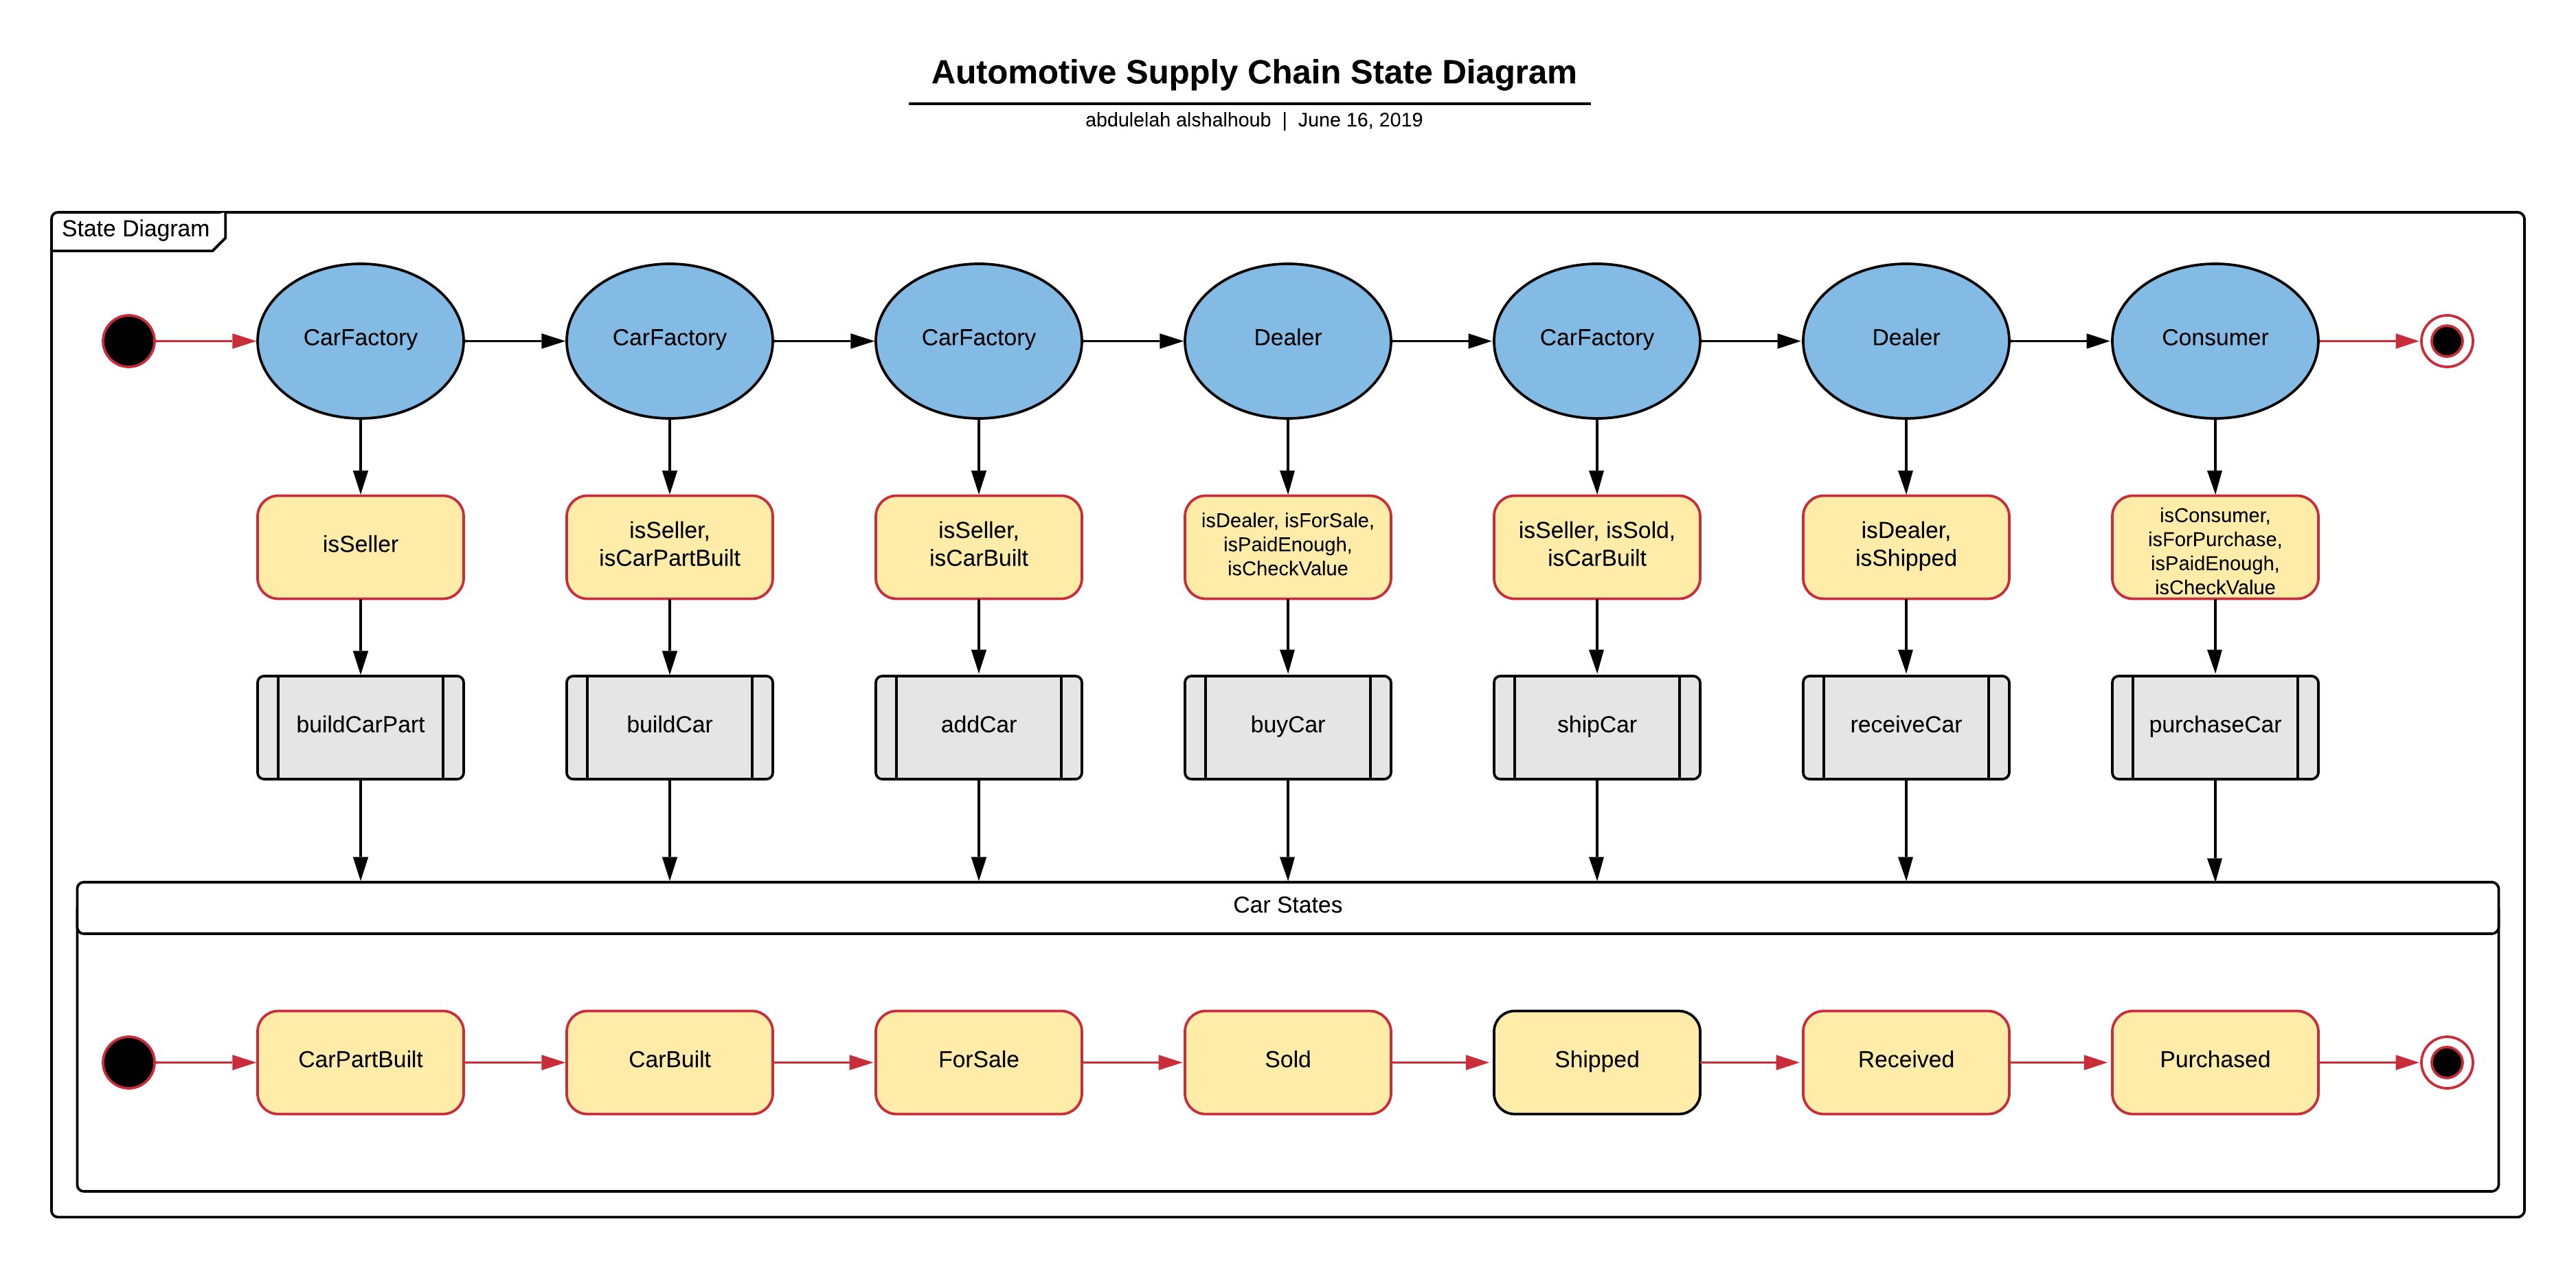 Automotive Supply Chain State Diagram
abdulelah alshalhoub | June 16, 2019
State Diagram
CarFactory
CarFactory
CarFactory
Dealer
CarFactory
Dealer
Consumer
isSeller
isSeller,
isCarPartBuilt
isSeller,
isCarBuilt
isDealer, isForSale,
isPaidEnough,
isCheckValue
isSeller, isSold,
isCarBuilt
isDealer,
isShipped
isConsumer,
isForPurchase,
isPaidEnough,
isCheckValue
buildCarPart
buildCar
addCar
buyCar
shipCar
receiveCar
purchaseCar
Car States
CarPartBuilt
CarBuilt
ForSale
Sold
Shipped
Received
Purchased